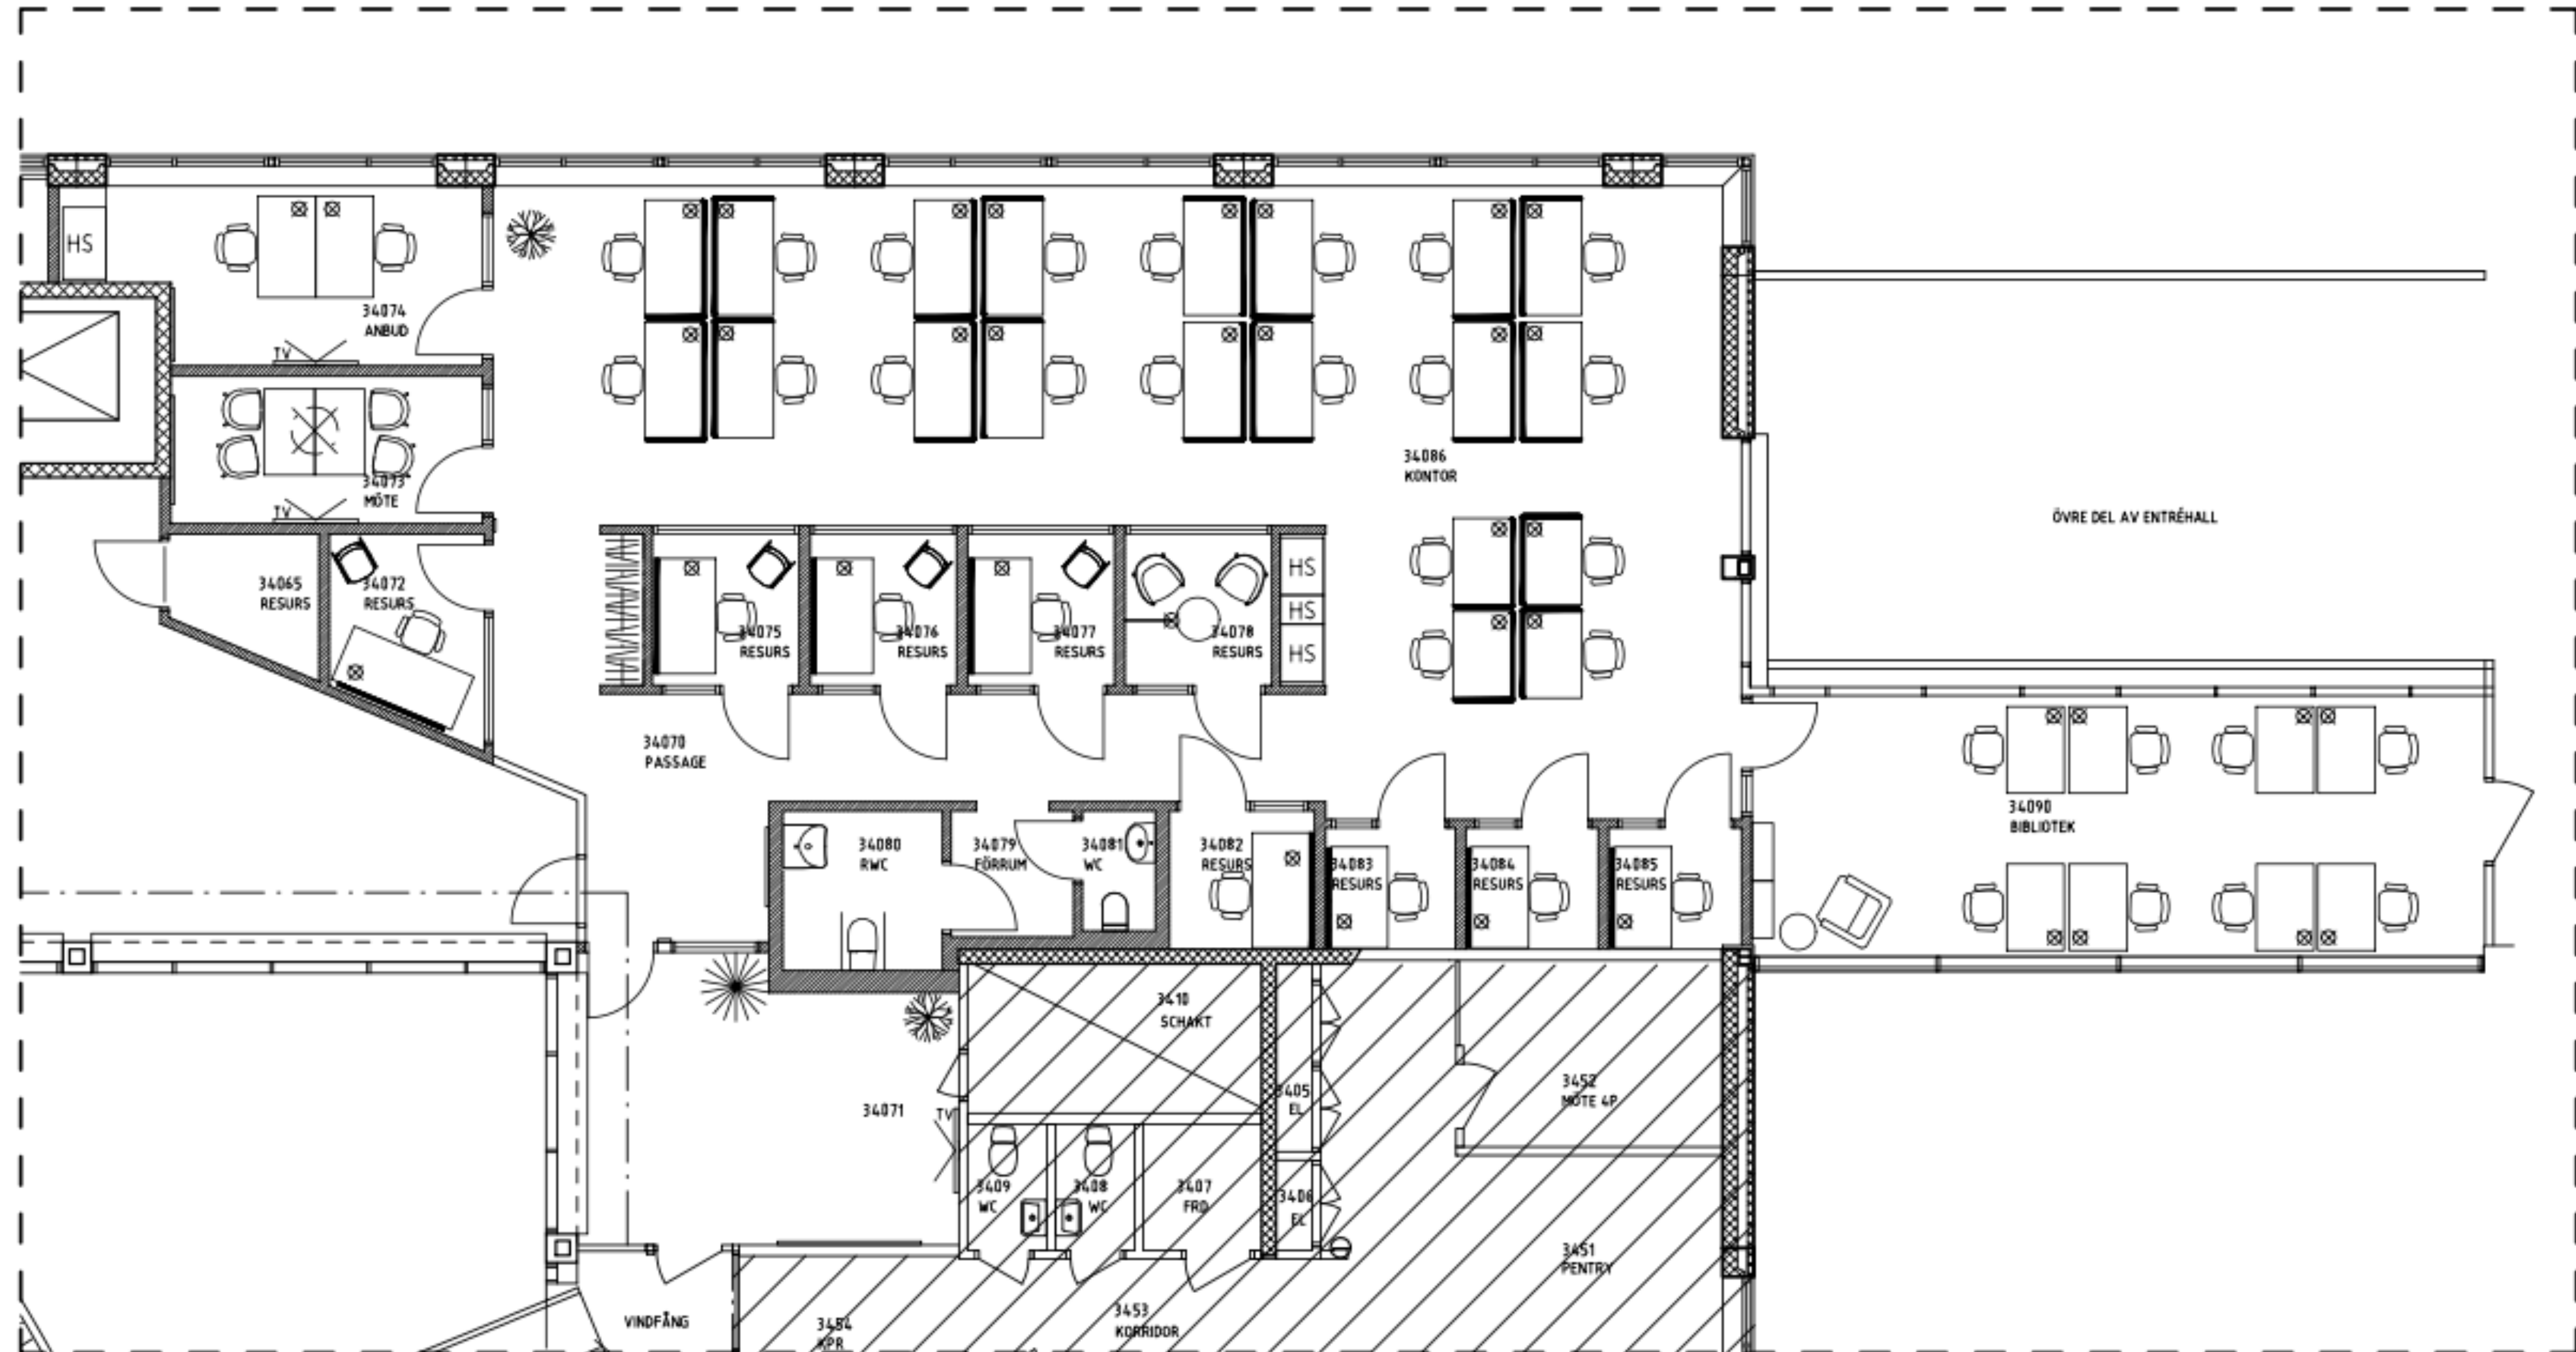 HS
34074
ANBUD
TV
34073
MÖTE
TV
34086
KONTOR
ÖVRE DEL AV ENTRÉHALL
34065
RESURS
34072
RESURS
34075
RESURS
34076
RESURS
34077
RESURS
34078
RESURS
HS
HS
HS
34070
PASSAGE
34090
BIBLIOTEK
34080
RWC
34079
FÖRRUM
34081
WC
34082
RESURS
34083
RESURS
34084
RESURS
34085
RESURS
3410
SCHAKT
34071
TV
3405
EL
3452
MÖTE 4P
3409
WC
3408
WC
3407
FRD
3406
EL
3451
PENTRY
VINDFÅNG
3454
KPR
3453
KORRIDOR